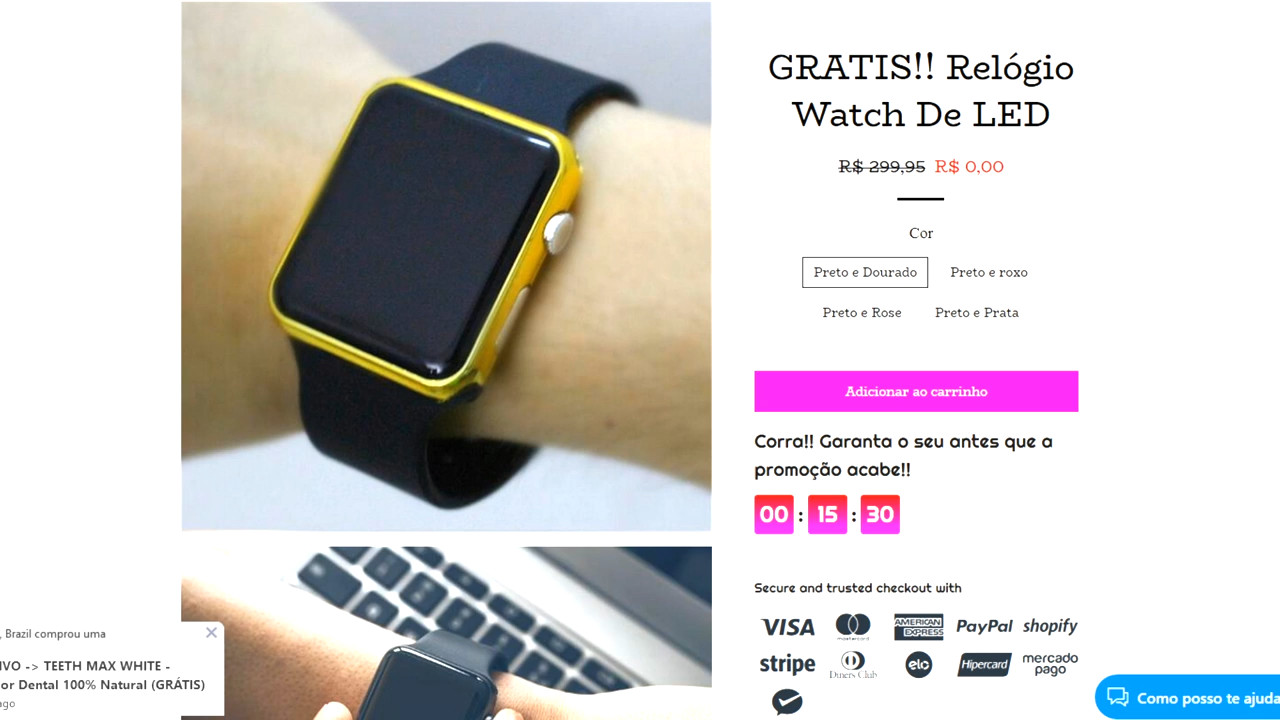 GRATIS!! Relógio
Watch De LED
R$ 299,95 R$ 0,00
Cor
Preto e Dourado Preto e roxo
Preto e Rose Preto e Prata
Adicionar ao carrinho
Corra!! Garanta o seu antes que a
promoção acabe!!
00 : 15 : 30
Secure and trusted checkout with
VISA mastercard AMERICAN EXPRESS PayPal shopify
stripe Diners Club elo Hipercard mercado pago
, Brazil comprou uma
IVO -> TEETH MAX WHITE -
or Dental 100% Natural (GRÁTIS)
ago
Como posso te ajuda